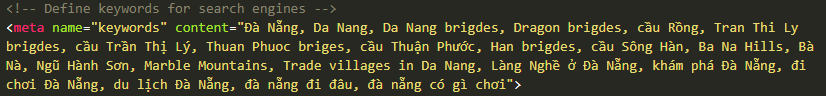 <!-- Define keywords for search engines -->
<meta name="keywords" content="Đà Nẵng, Da Nang, Da Nang brigdes, Dragon brigdes, cầu Rồng, Tran Thi Ly
brigdes, cầu Trần Thị Lý, Thuan Phuoc briges, cầu Thuận Phước, Han brigdes, cầu Sông Hàn, Ba Na Hills, Bà
Nà, Ngũ Hành Sơn, Marble Mountains, Trade villages in Da Nang, Làng Nghề ở Đà Nẵng, khám phá Đà Nẵng, đi
chơi Đà Nẵng, du lịch Đà Nẵng, đà nẵng đi đâu, đà nẵng có gì chơi">